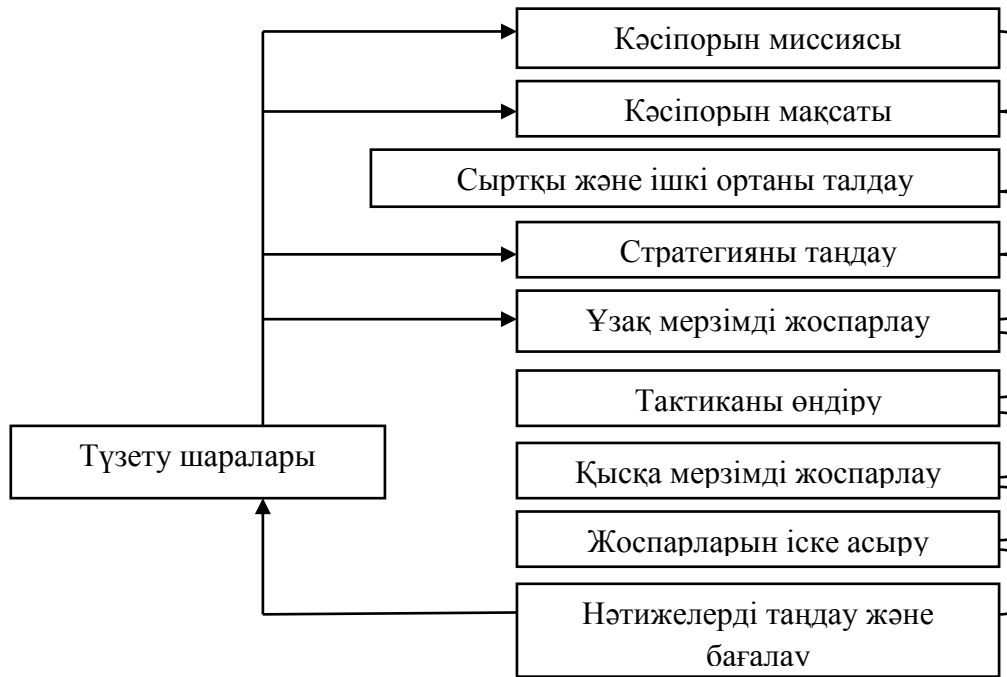 Кәсіпорын миссиясы
Кәсіпорын мақсаты
Сыртқы және ішкі ортаны талдау
Стратегияны таңдау
Ұзақ мерзімді жоспарлау
Тактиканы өндіру
Түзету шаралары
Қысқа мерзімді жоспарлау
Жоспарларын іске асыру
Нәтижелерді таңдау және
бағалау